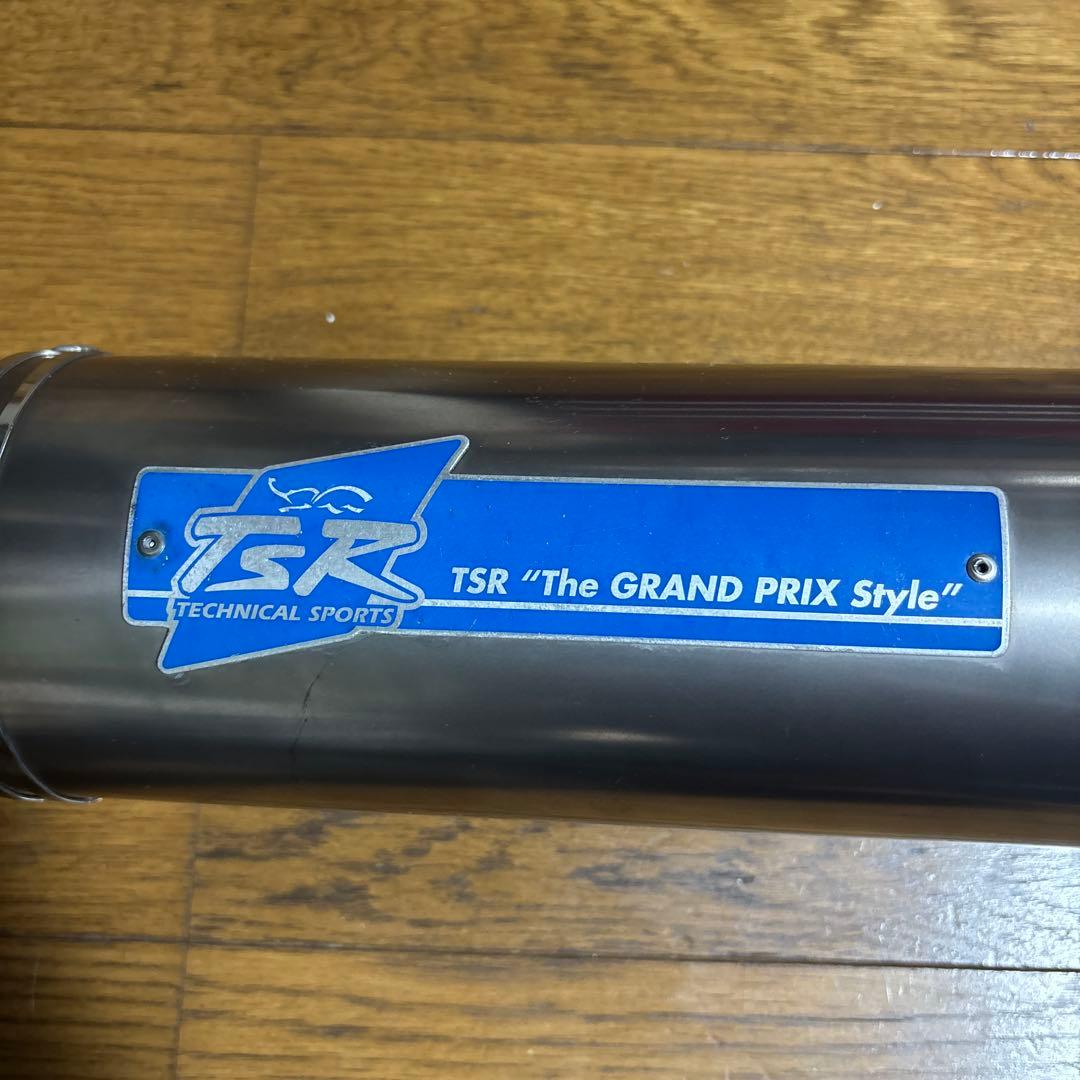 TSR
TECHNICAL SPORTS
TSR "The GRAND PRIX Style"